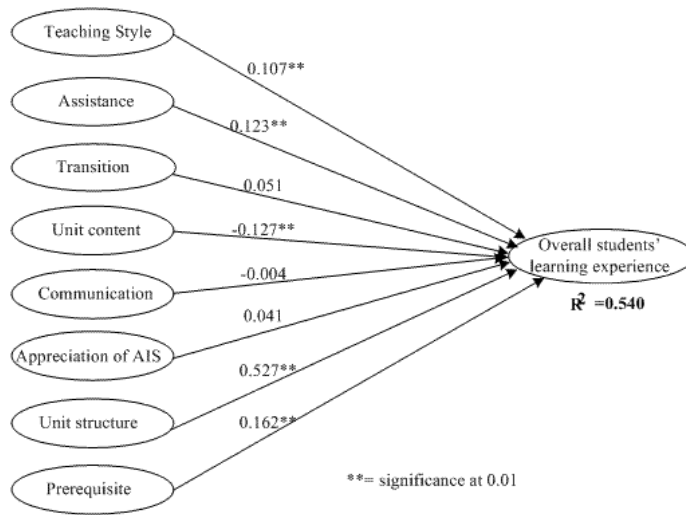 Teaching Style
0.107**
Assistance
0.123**
Transition
0.051
Unit content
-0.127**
Communication
-0.004
Appreciation of AIS
0.041
Unit structure
0.527**
Prerequisite
0.162**
Overall students'
learning experience
R² =0.540
**= significance at 0.01